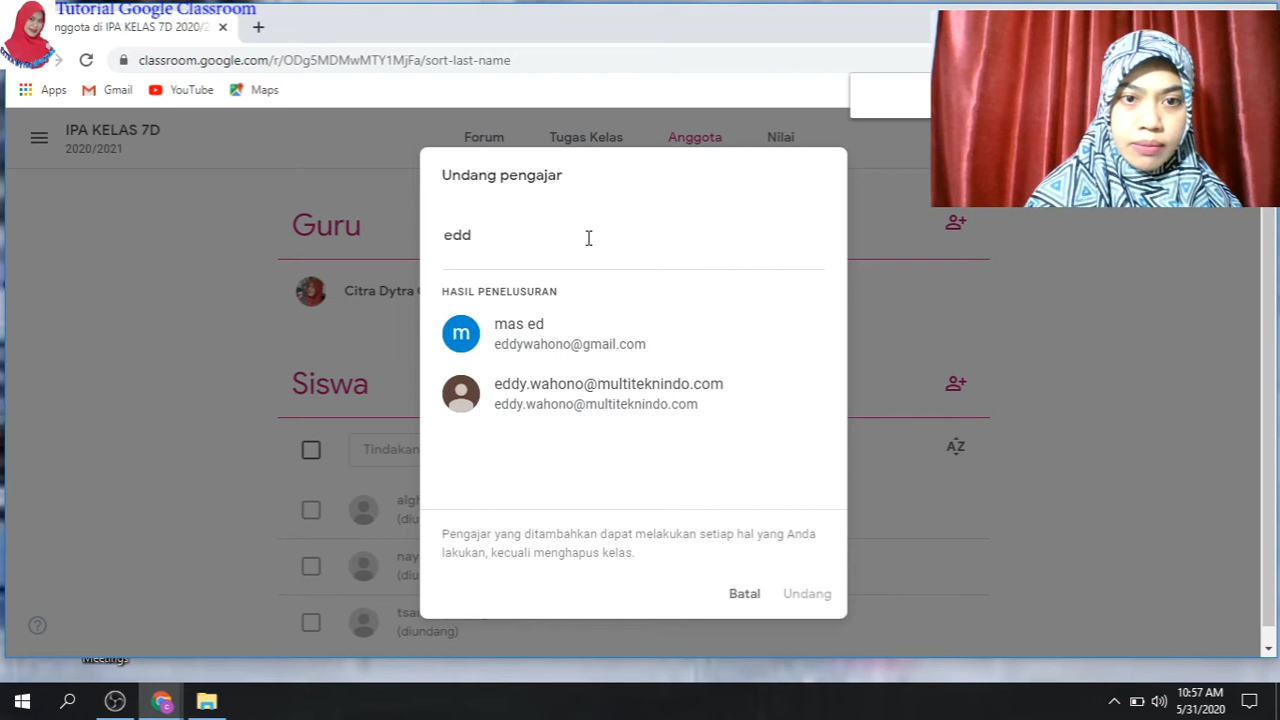 Tutorial Google Classroom
nggota di IPA KELAS 7D 2020/2
classroom.google.com/r/ODg5MDMwMTY1MjFa/sort-last-name
Apps Gmail YouTube Maps
IPA KELAS 7D
2020/2021
Forum Tugas Kelas Anggota Nilai
Undang pengajar
Guru
edd
Citra Dytra
HASIL PENELUSURAN
mas ed
eddywahono@gmail.com
Siswa
eddy.wahono@multiteknindo.com
eddy.wahono@multiteknindo.com
Tindakan
AZ
Pengajar yang ditambahkan dapat melakukan setiap hal yang Anda
lakukan, kecuali menghapus kelas.
Batal Undang
(diundang)
Meetings
10:57 AM
5/31/2020